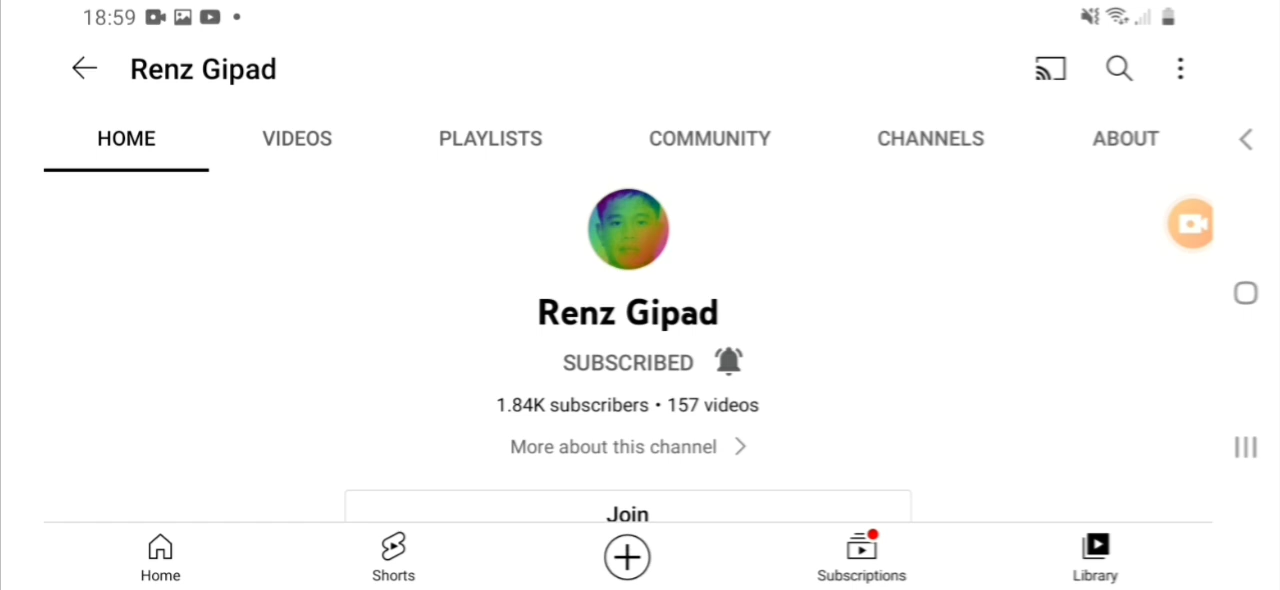 18:59
Renz Gipad
HOME VIDEOS PLAYLISTS COMMUNITY CHANNELS ABOUT
Renz Gipad
SUBSCRIBED
1.84K subscribers • 157 videos
More about this channel
Join
Home Shorts Subscriptions Library